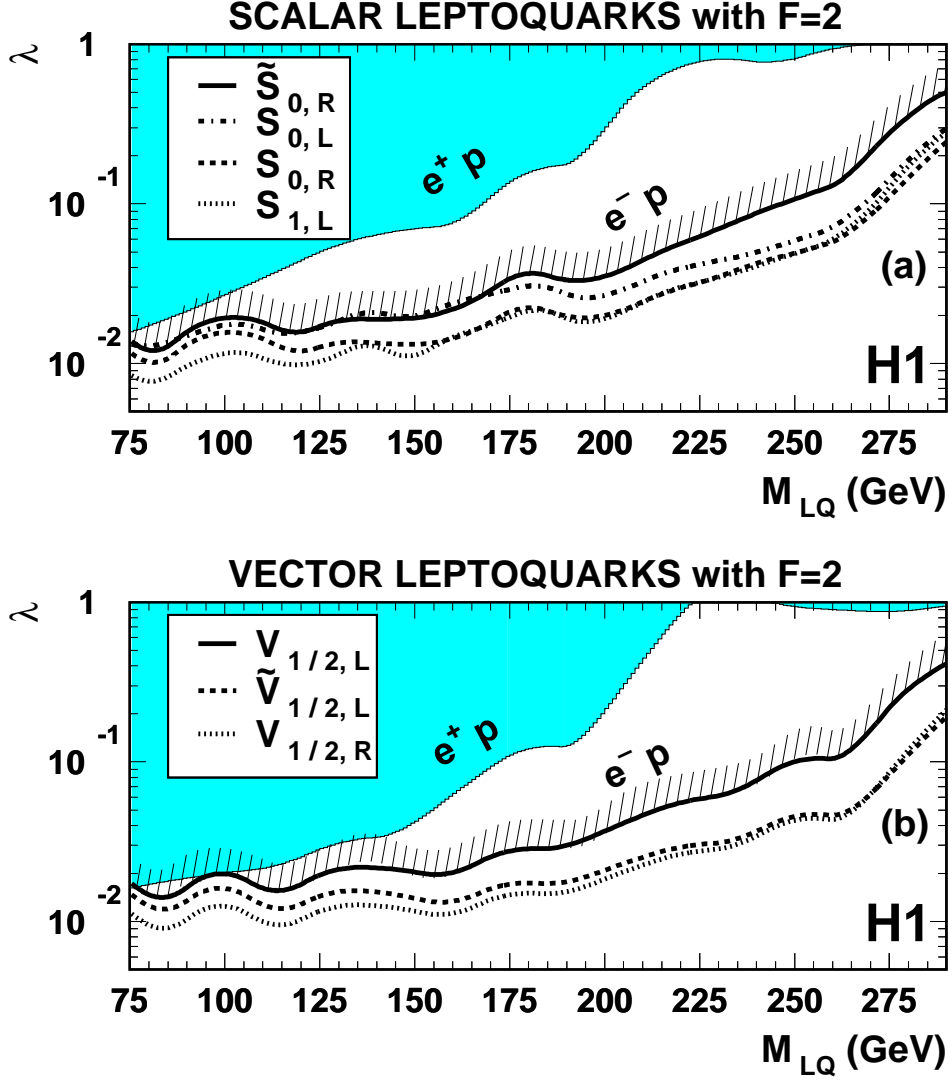 SCALAR LEPTOQUARKS with F=2
λ
1
10 -1
10 -2
S̃ 0, R
S 0, L
S 0, R
S 1, L
e+ p
e− p
(a)
H1
75 100 125 150 175 200 225 250 275
M LQ (GeV)
VECTOR LEPTOQUARKS with F=2
λ
1
10 -1
10 -2
V 1 / 2, L
Ṽ 1 / 2, L
V 1 / 2, R
e+ p
e− p
(b)
H1
75 100 125 150 175 200 225 250 275
M LQ (GeV)